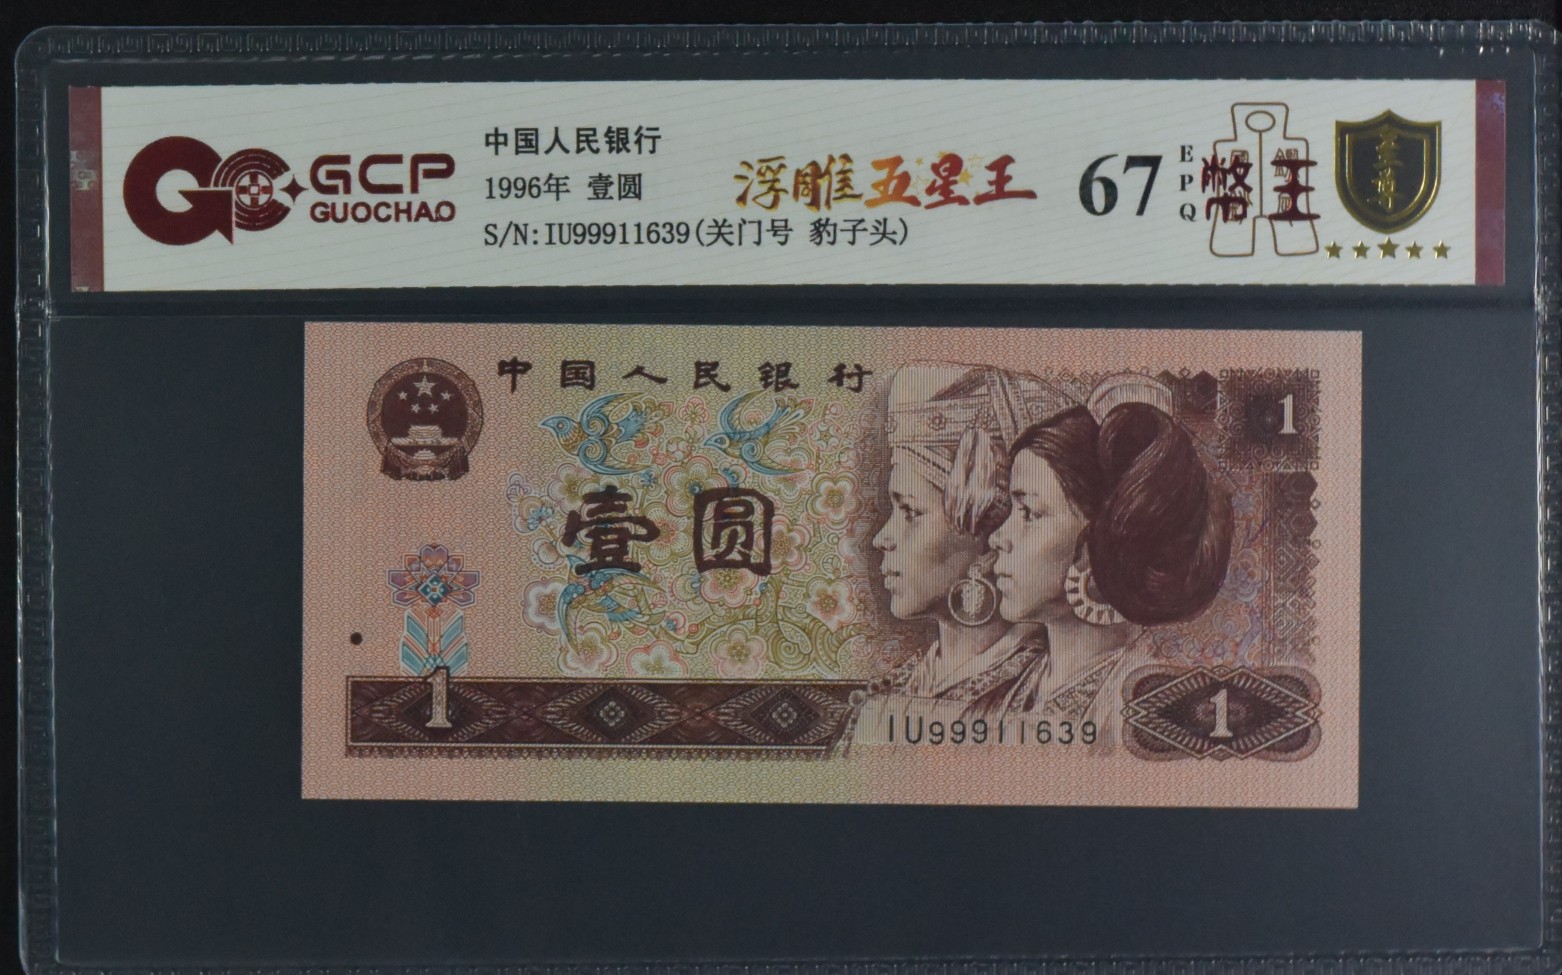 GCP
GUOCHAO
中国人民银行
1996年 壹圆
S/N:IU99911639(关门号 豹子头)
浮雕五星王
67
EPQ
至尊
中国人民银行
壹圆
1
1
IU99911639
1